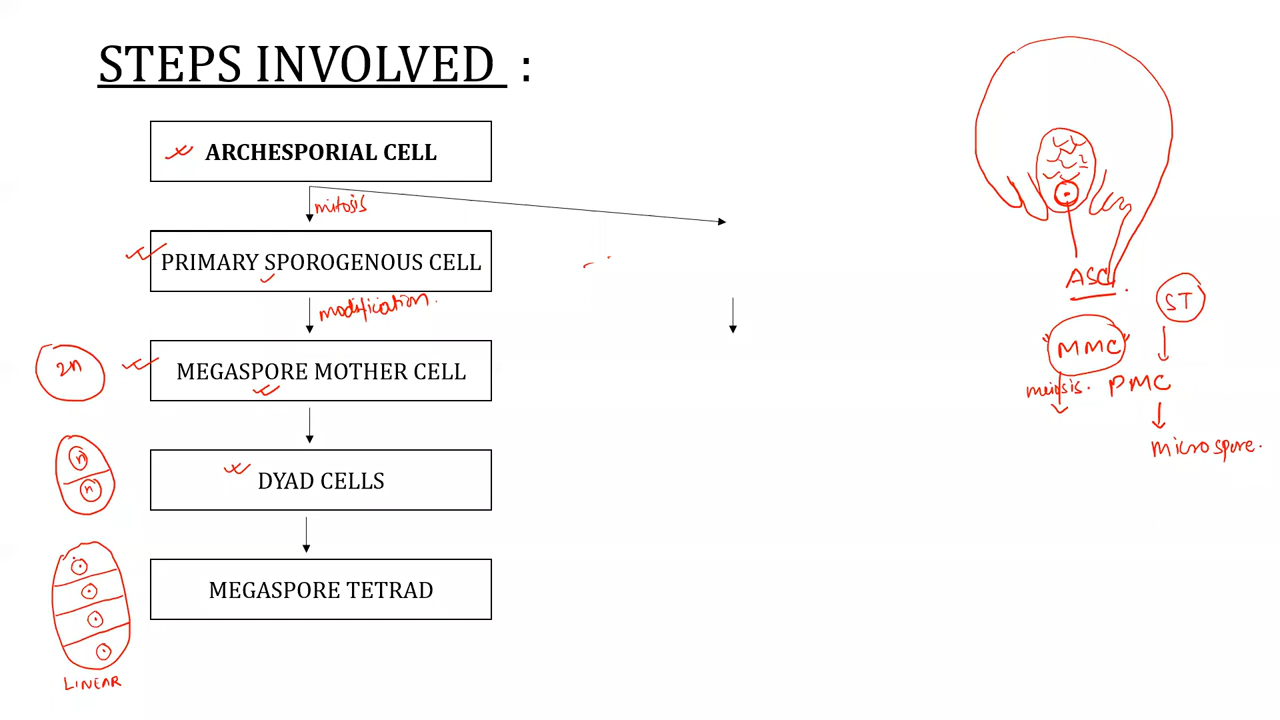 STEPS INVOLVED :
ARCHESPORIAL CELL
mitosis
PRIMARY SPOROGENOUS CELL
modification.
MEGASPORE MOTHER CELL
2n
DYAD CELLS
n
n
MEGASPORE TETRAD
LINEAR
ASC
ST
"MMC"
meiosis.
PMC
microspore.